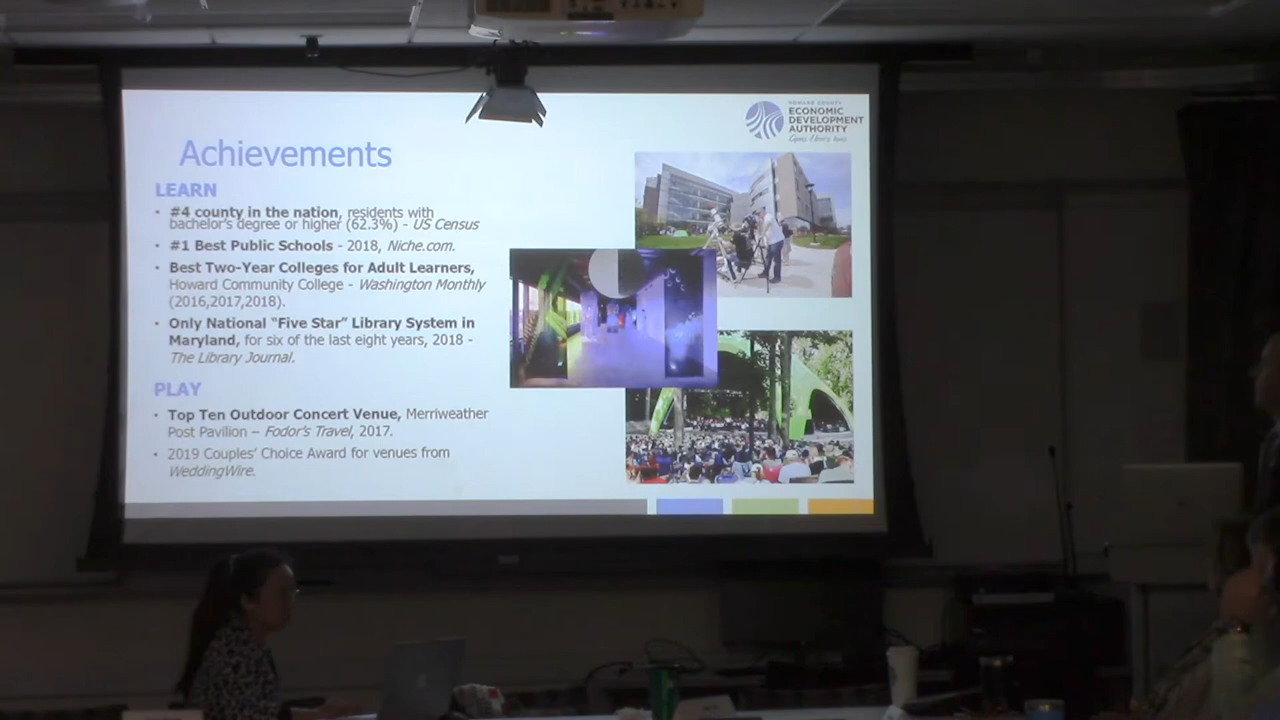 HOWARD COUNTY
ECONOMIC
DEVELOPMENT
AUTHORITY
Achievements
LEARN
• #4 county in the nation, residents with
bachelor's degree or higher (62.3%) - US Census
• #1 Best Public Schools - 2018, Niche.com.
• Best Two-Year Colleges for Adult Learners,
Howard Community College - Washington Monthly
(2016,2017,2018).
• Only National “Five Star” Library System in
Maryland, for six of the last eight years, 2018 -
The Library Journal.
PLAY
• Top Ten Outdoor Concert Venue, Merriweather
Post Pavilion – Fodor's Travel, 2017.
• 2019 Couples' Choice Award for venues from
WeddingWire.